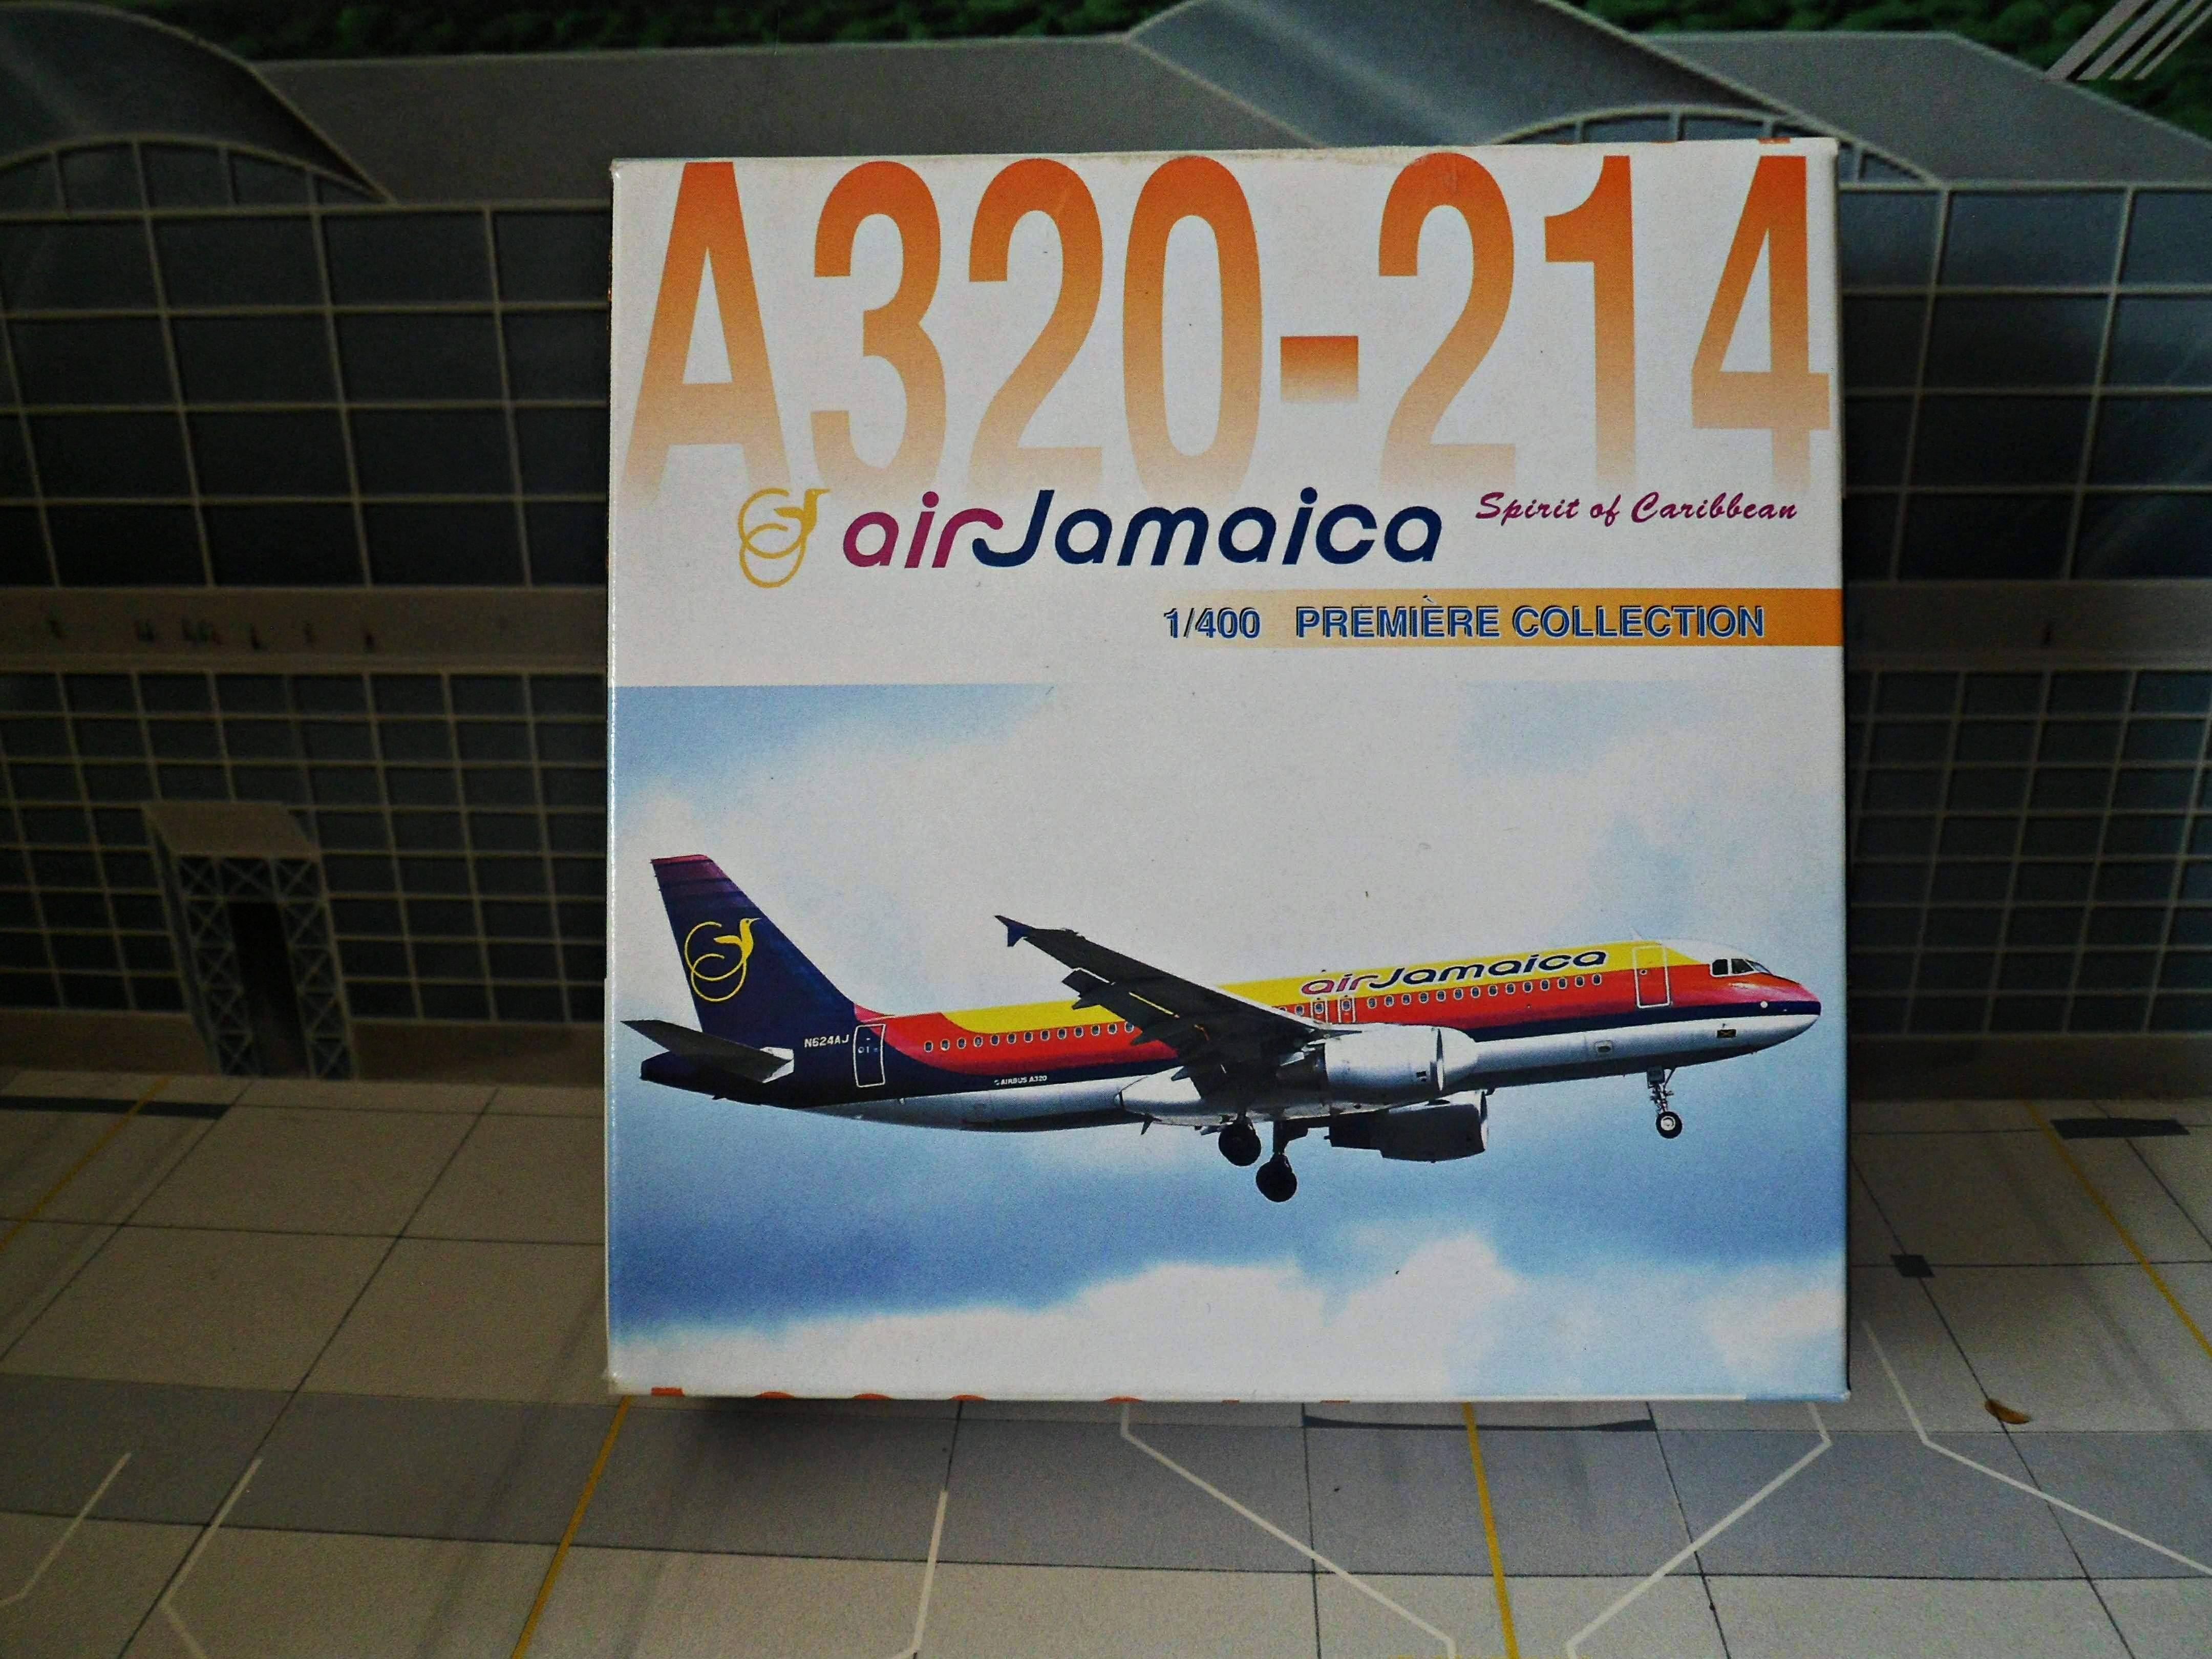 A320-214
airJamaica Spirit of Caribbean
1/400 PREMIÈRE COLLECTION
airJamaica
N624AJ
AIRBUS A320